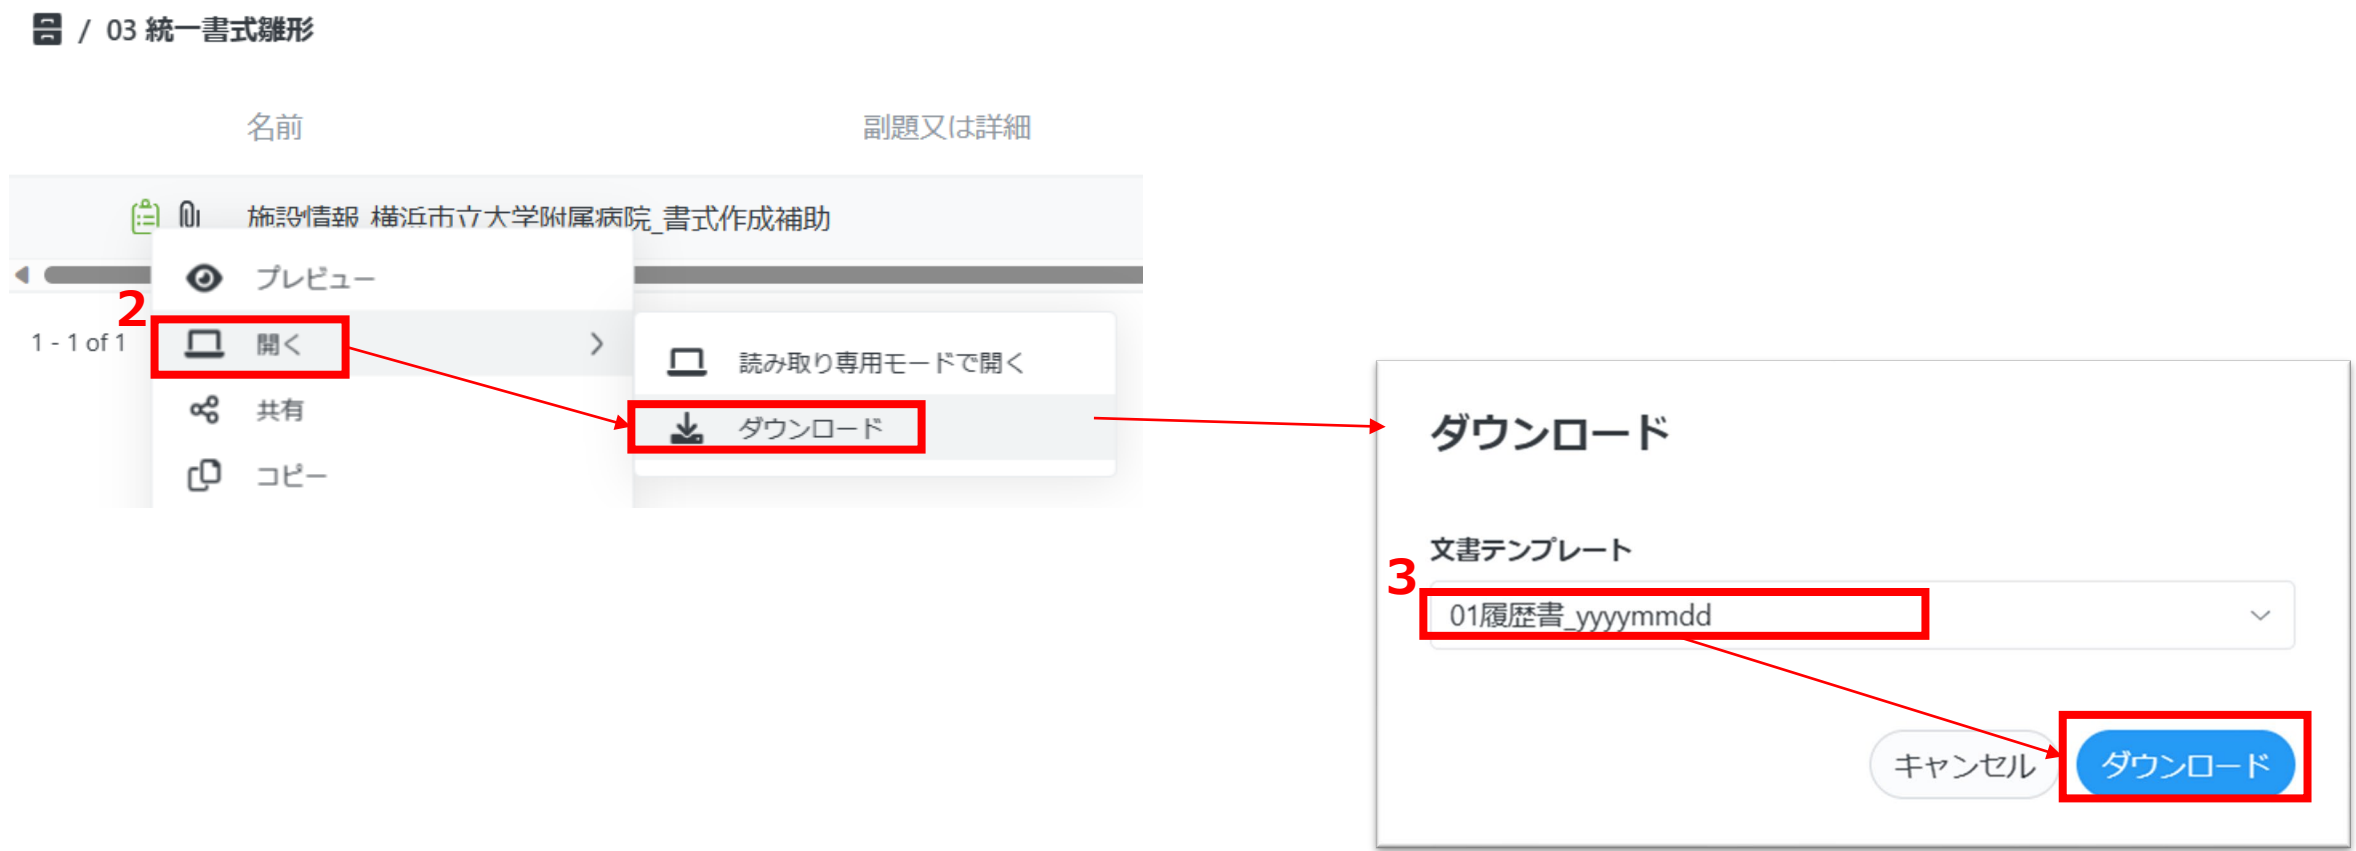 / 03 統一書式雛形
名前 副題又は詳細
施設情報_横浜市立大学附属病院_書式作成補助
プレビュー
2
1 - 1 of 1
開く
共有
コピー
読み取り専用モードで開く
ダウンロード
ダウンロード
文書テンプレート
3
01履歴書_yyyymmdd
キャンセル ダウンロード